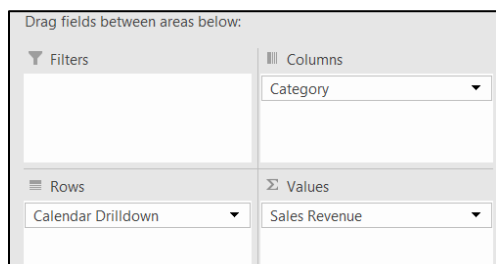 Drag fields between areas below:
Filters
Columns
Category
Rows
Σ Values
Calendar Drilldown
Sales Revenue